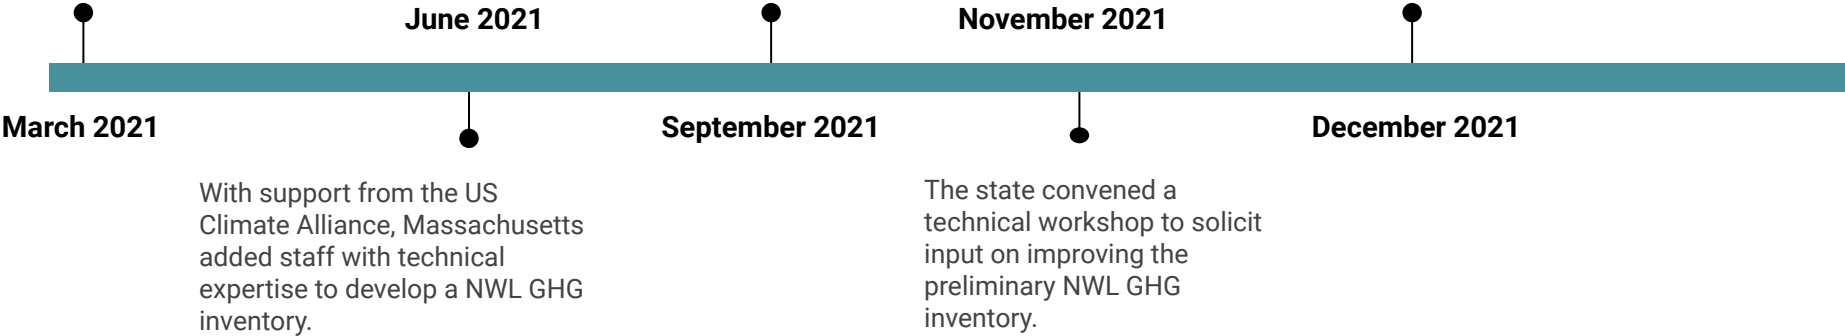 June 2021
November 2021
March 2021
September 2021
December 2021
With support from the US
Climate Alliance, Massachusetts
added staff with technical
expertise to develop a NWL GHG
inventory.
The state convened a
technical workshop to solicit
input on improving the
preliminary NWL GHG
inventory.